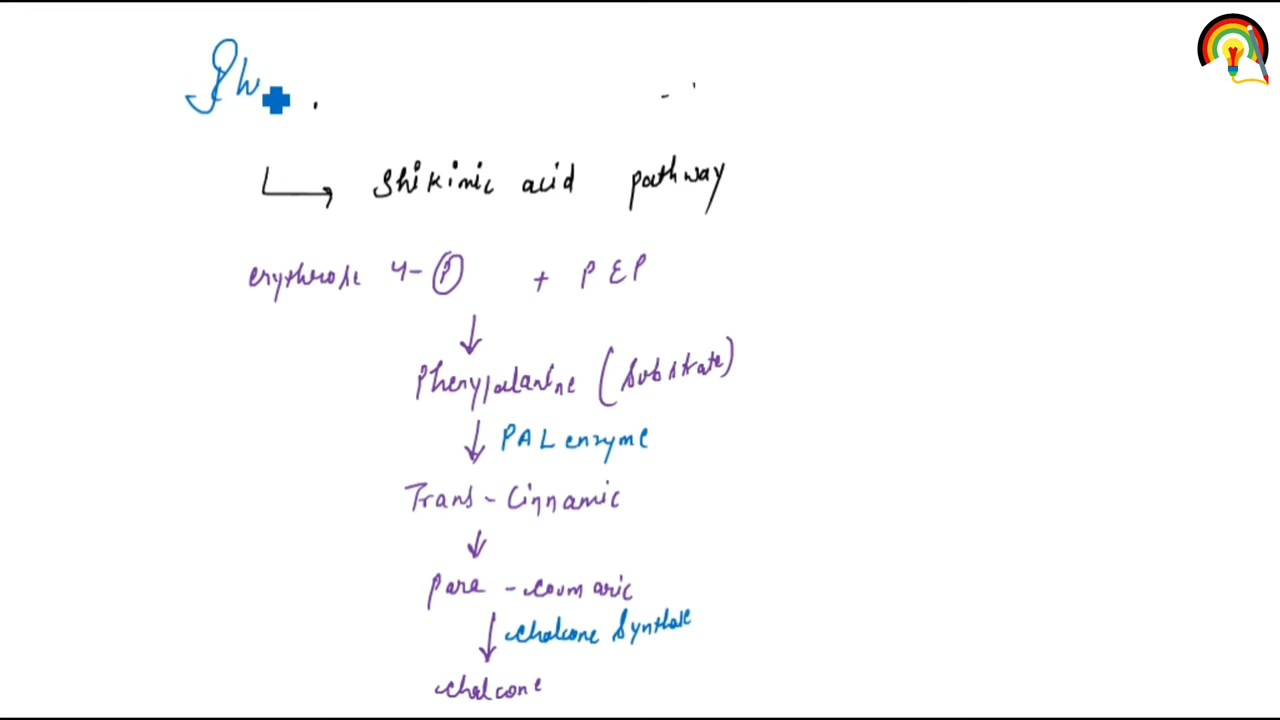 Ph
↳ Shikimic acid pathway
erythrose 4-Ⓟ + PEP
↓
Phenylalanine (Substrate)
↓ PAL enzyme
Trans-Cinnamic
↓
para-coumaric
↓ chalcone Synthase
chalcone